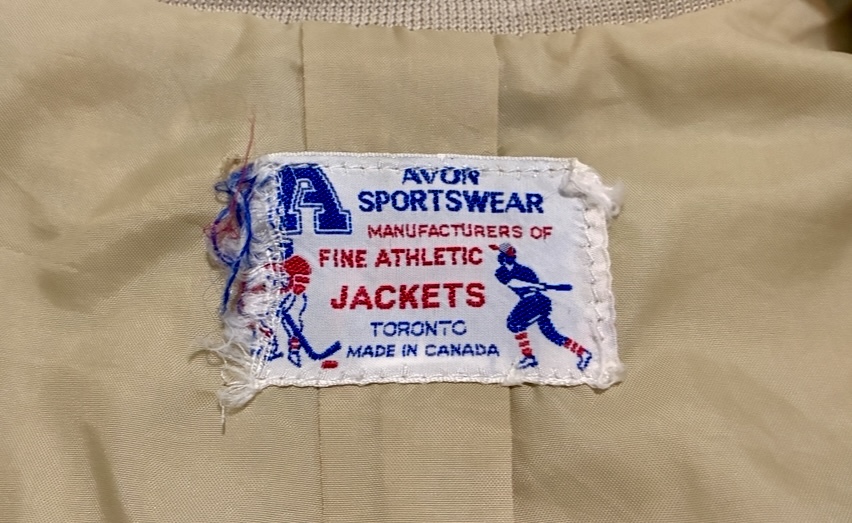 A
AVON
SPORTSWEAR
MANUFACTURERS OF
FINE ATHLETIC
JACKETS
TORONTO
MADE IN CANADA